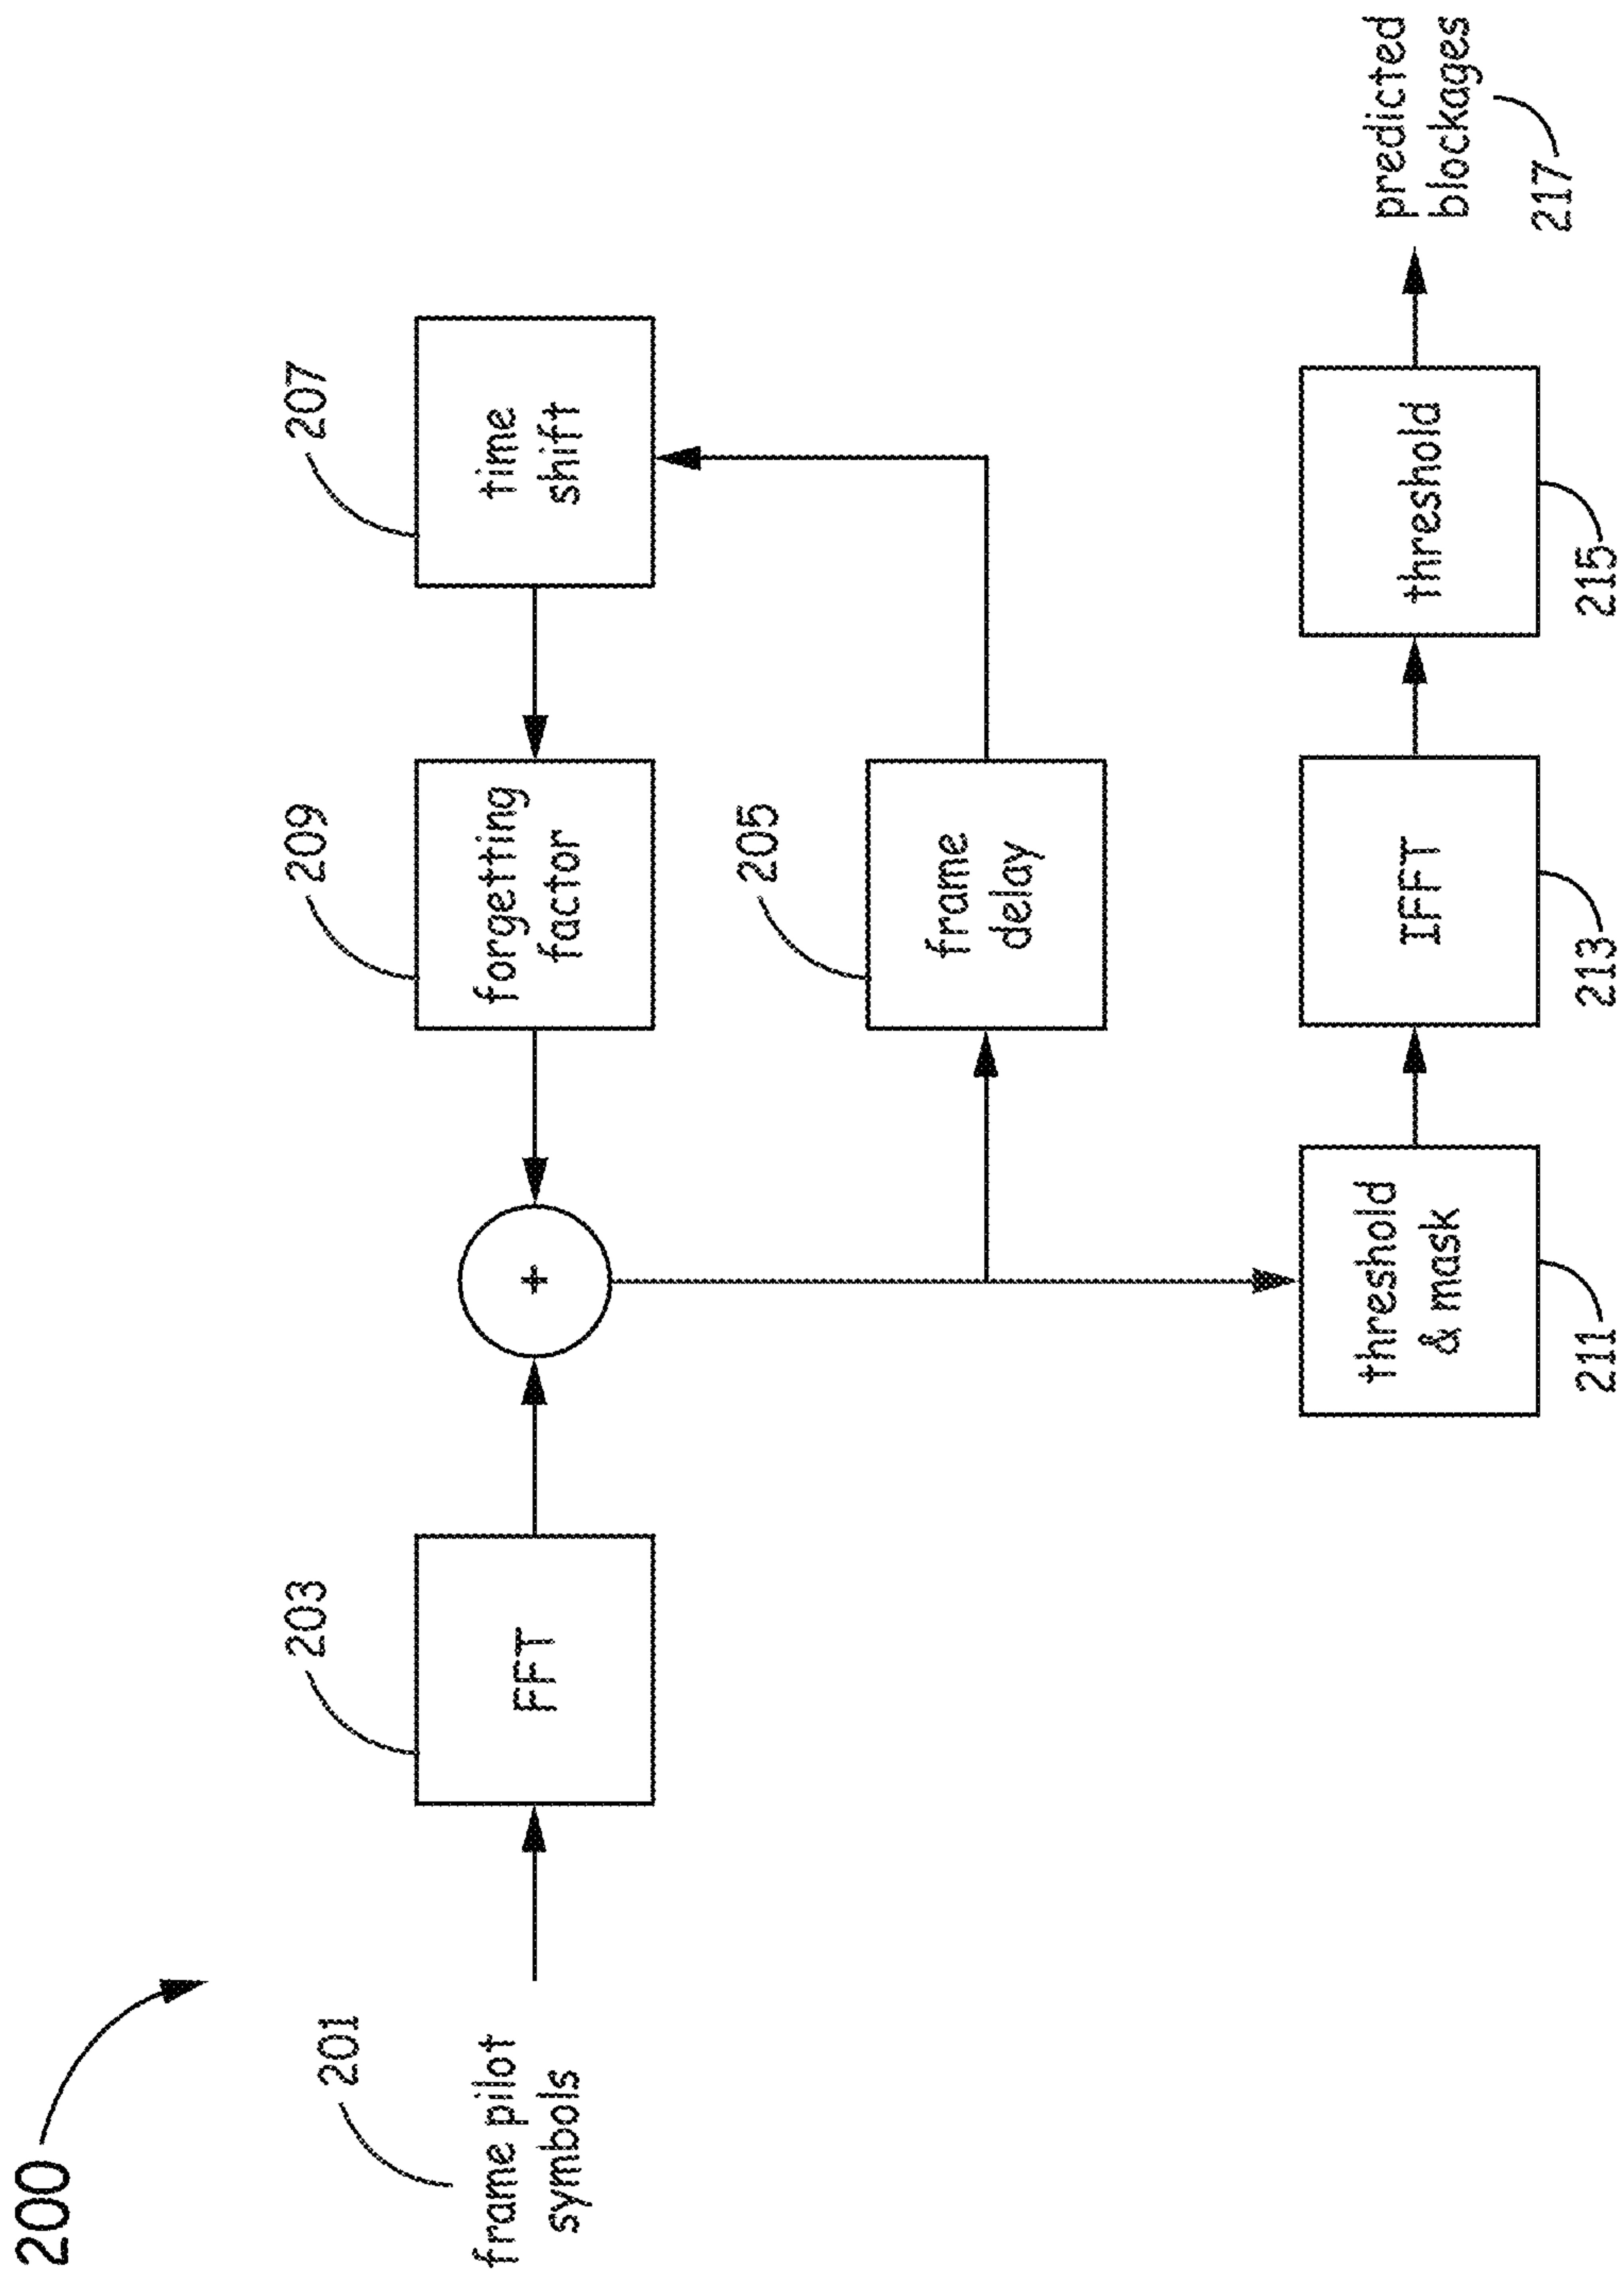 200
201
frame pilot
symbols
203
FFT
+
209
forgetting
factor
207
time
shift
205
frame
delay
threshold
& mask
211
IFFT
213
threshold
215
predicted
blockages
217